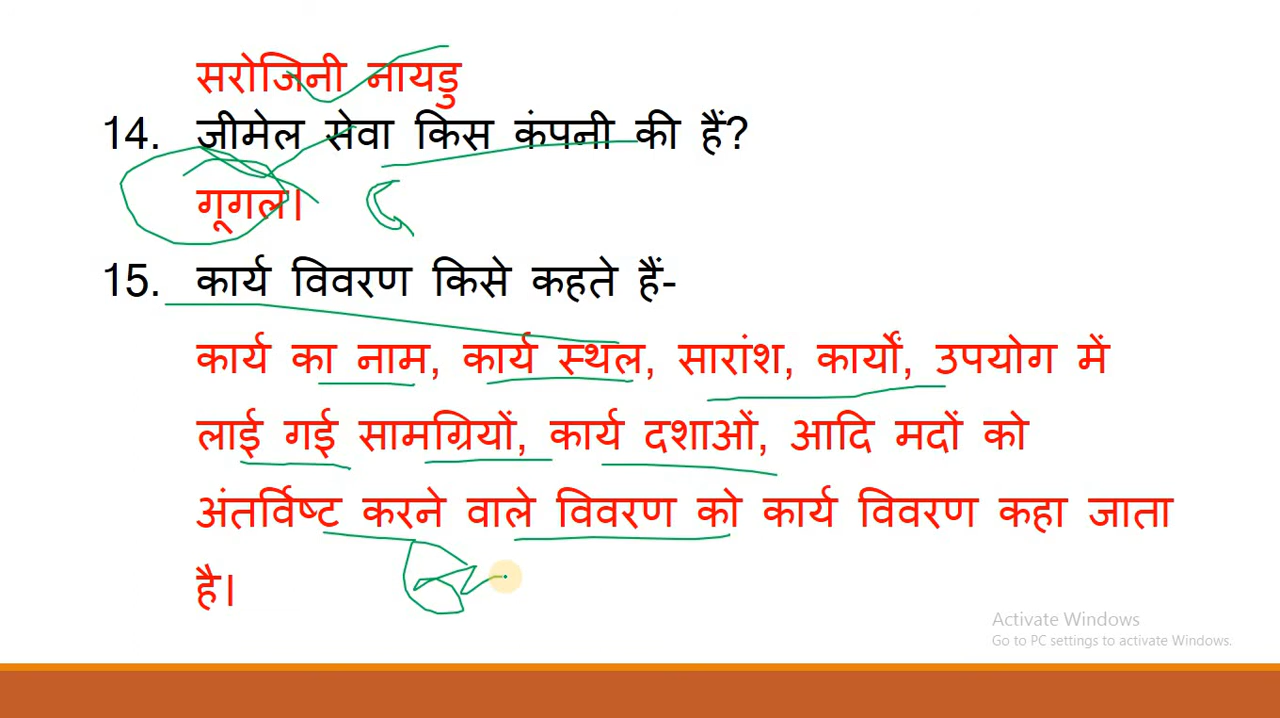 सरोजिनी नायडु
14. जीमेल सेवा किस कंपनी की हैं?
गूगल।
15. कार्य विवरण किसे कहते हैं-
कार्य का नाम, कार्य स्थल, सारांश, कार्यों, उपयोग में
लाई गई सामग्रियों, कार्य दशाओं, आदि मदों को
अंतर्विष्ट करने वाले विवरण को कार्य विवरण कहा जाता
है।
Activate Windows
Go to PC settings to activate Windows.